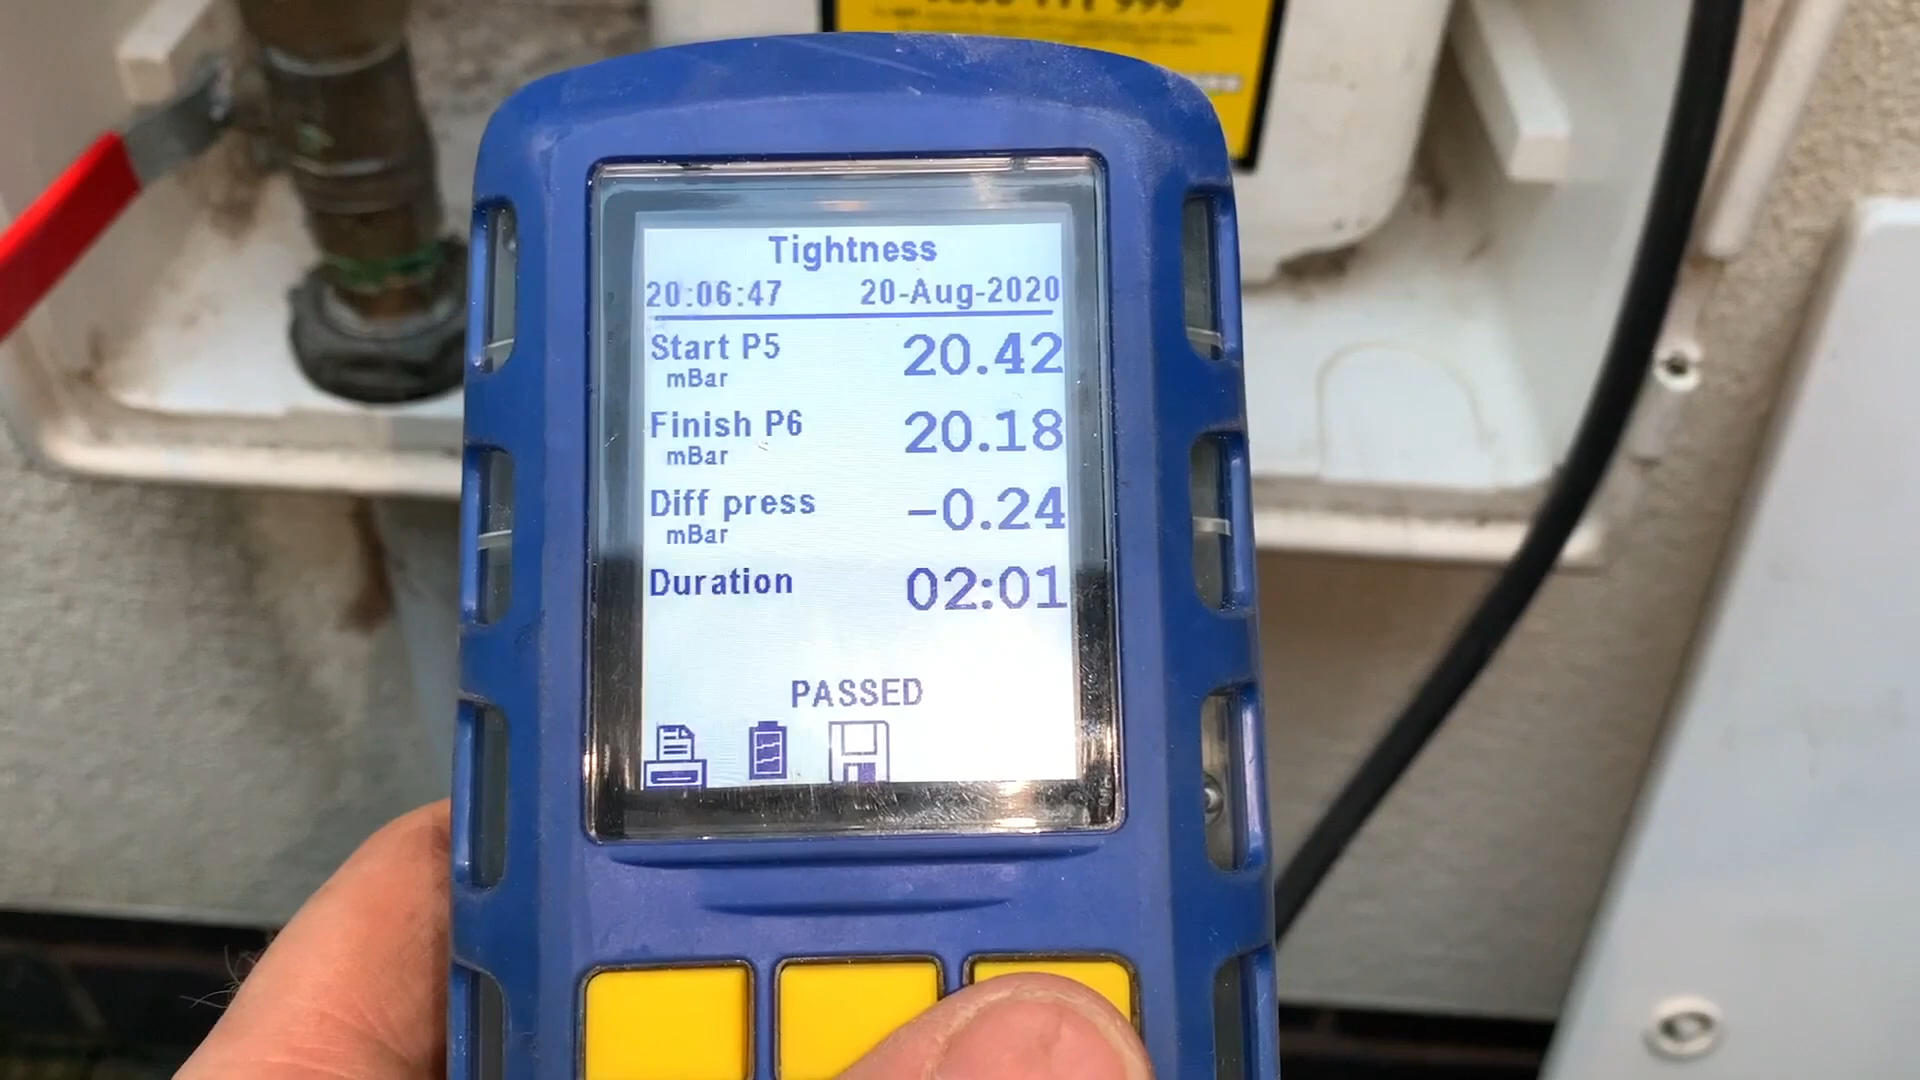 Tightness
20:06:47 20-Aug-2020
Start P5 20.42
mBar
Finish P6 20.18
mBar
Diff press -0.24
mBar
Duration 02:01
PASSED